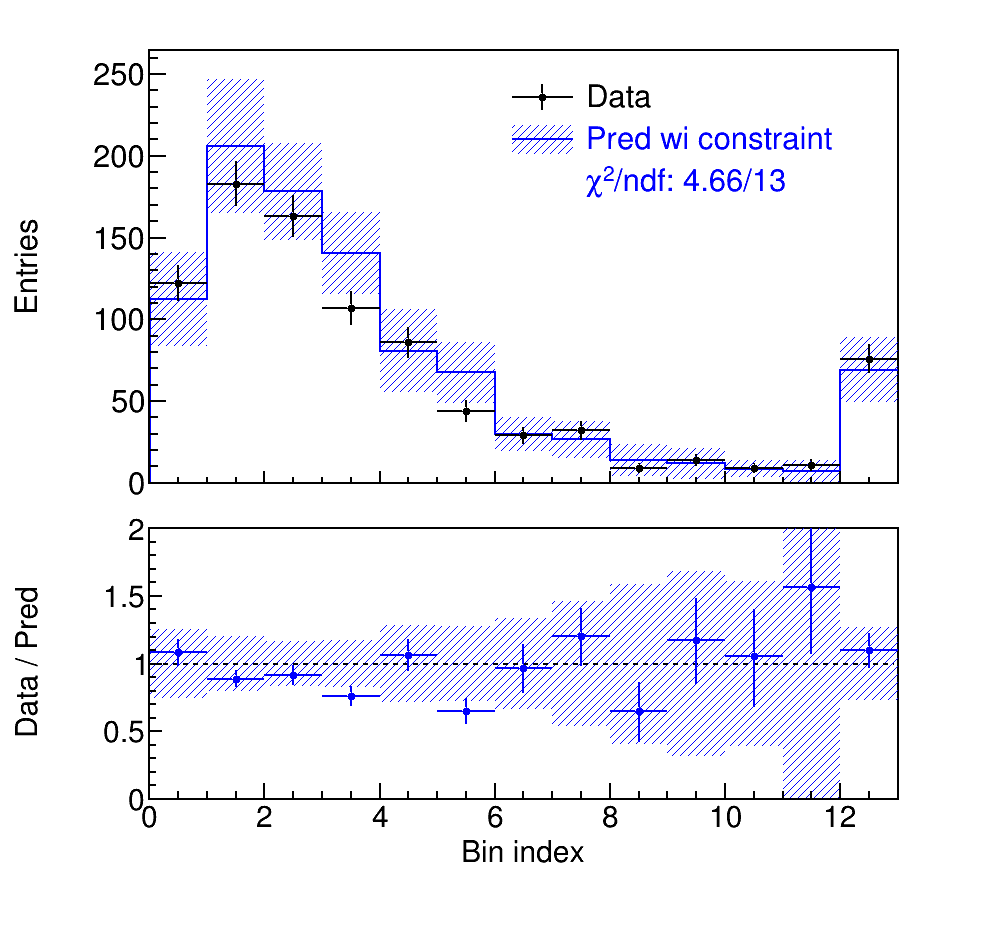 250
200
150
100
50
0
Entries
Data
Pred wi constraint
χ²/ndf: 4.66/13
2
1.5
1
0.5
0
Data / Pred
0 2 4 6 8 10 12
Bin index